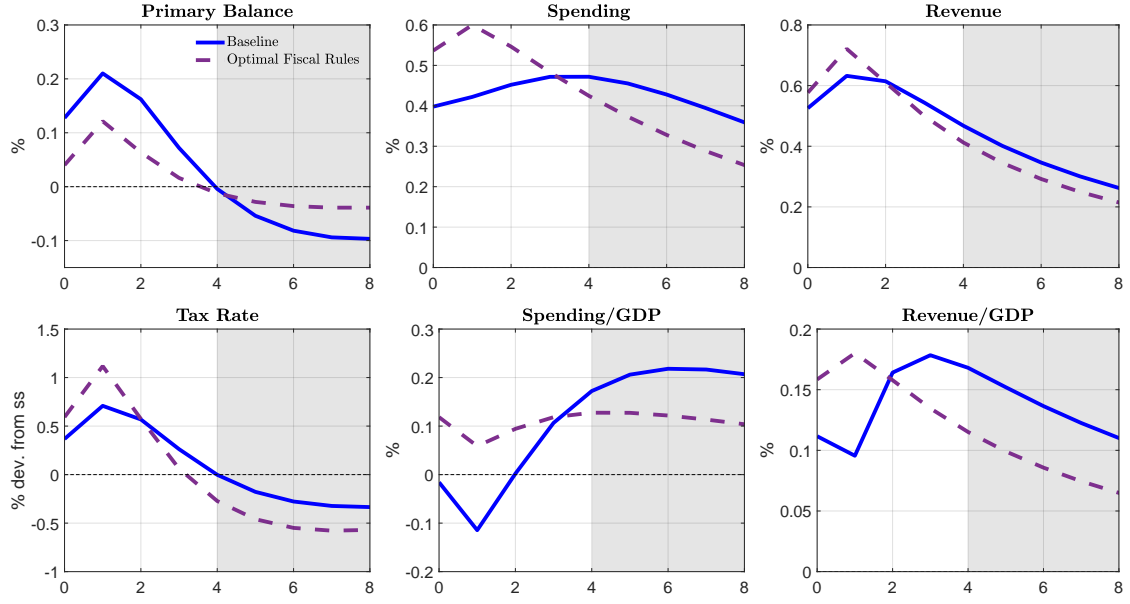 Primary Balance
Spending
Revenue
Baseline
Optimal Fiscal Rules
0.3
0.2
0.1
0
-0.1
%
0 2 4 6 8
0.6
0.5
0.4
0.3
0.2
0.1
0
%
0 2 4 6 8
0.8
0.6
0.4
0.2
0
%
0 2 4 6 8
Tax Rate
Spending/GDP
Revenue/GDP
1.5
1
0.5
0
-0.5
-1
% dev. from ss
0 2 4 6 8
0.3
0.2
0.1
0
-0.1
-0.2
%
0 2 4 6 8
0.2
0.15
0.1
0.05
0
%
0 2 4 6 8